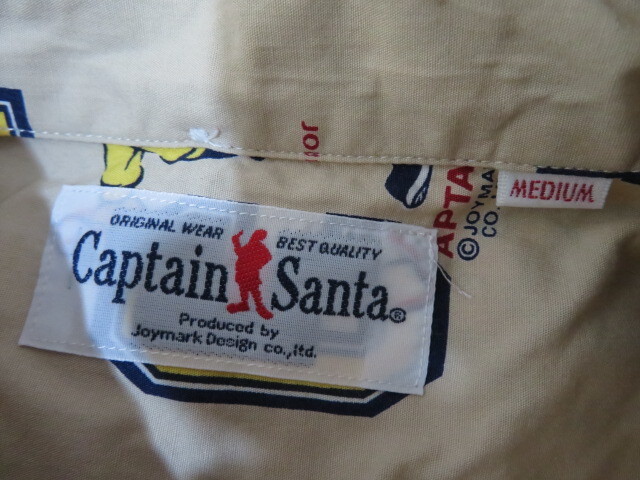 ORIGINAL WEAR BEST QUALITY
Captain Santa®
Produced by
Joymark Design co.,ltd.
MEDIUM
APTA
© JOYMA
CO.